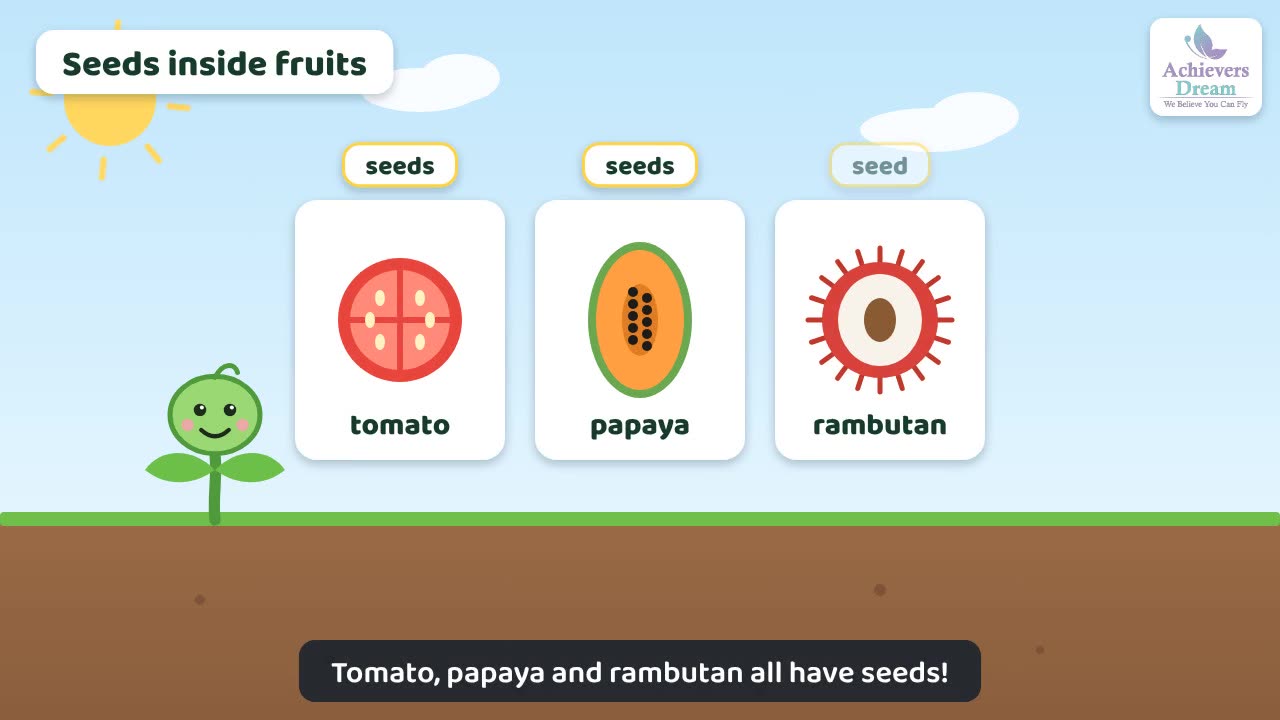 Seeds inside fruits
Achievers
Dream
We Believe You Can Fly
seeds
seeds
seed
tomato
papaya
rambutan
Tomato, papaya and rambutan all have seeds!